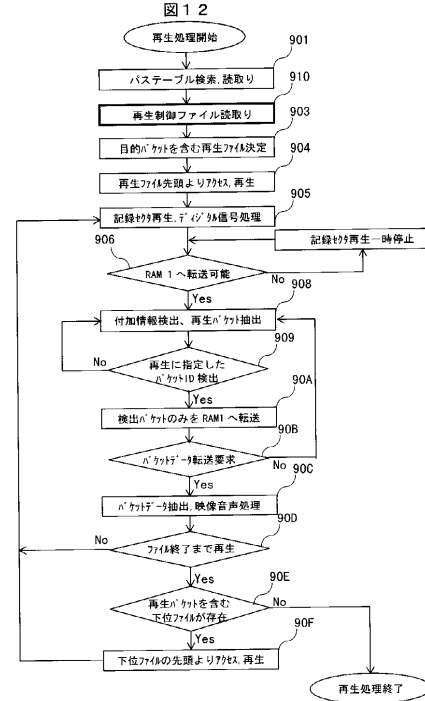 図12
再生処理開始
901
パステーブル検索,読取り
910
再生制御ファイル読取り
903
目的パケットを含む再生ファイル決定
904
再生ファイル先頭よりアクセス,再生
905
記録セクタ再生,ディジタル信号処理
記録セクタ再生一時停止
906
RAM 1 へ転送可能
No
Yes
908
付加情報検出、再生パケット抽出
909
再生に指定した
パケットID 検出
No
Yes
90A
検出パケットのみを RAM1 へ転送
90B
パケットデータ転送要求
No
Yes
90C
パケットデータ抽出,映像音声処理
90D
No
ファイル終了まで再生
Yes
90E
再生パケットを含む
下位ファイルが存在
No
Yes
90F
下位ファイルの先頭よりアクセス,再生
再生処理終了